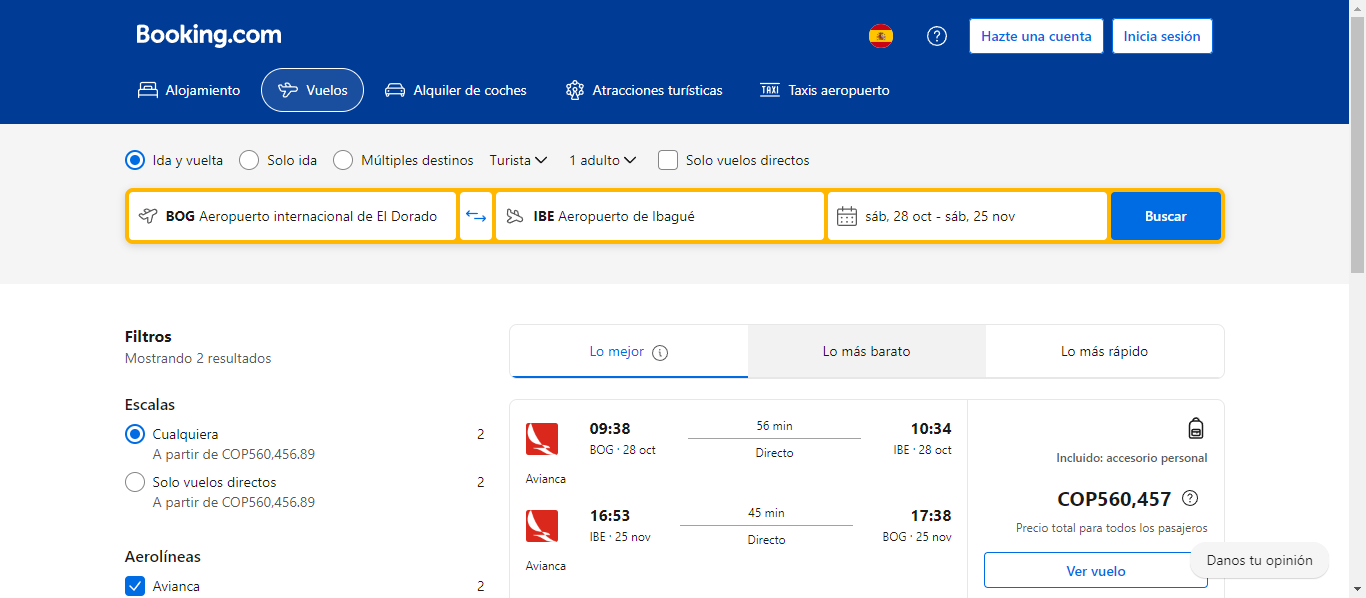 Booking.com
Hazte una cuenta
Inicia sesión
Alojamiento
Vuelos
Alquiler de coches
Atracciones turísticas
TAXI Taxis aeropuerto
Ida y vuelta
Solo ida
Múltiples destinos
Turista
1 adulto
Solo vuelos directos
BOG Aeropuerto internacional de El Dorado
IBE Aeropuerto de Ibagué
sáb, 28 oct - sáb, 25 nov
Buscar
Filtros
Mostrando 2 resultados
Escalas
Cualquiera 2
A partir de COP560,456.89
Solo vuelos directos 2
A partir de COP560,456.89
Aerolíneas
Avianca 2
Lo mejor
Lo más barato
Lo más rápido
09:38 56 min 10:34
BOG · 28 oct Directo IBE · 28 oct
Avianca
16:53 45 min 17:38
IBE · 25 nov Directo BOG · 25 nov
Avianca
Incluido: accesorio personal
COP560,457
Precio total para todos los pasajeros
Ver vuelo
Danos tu opinión